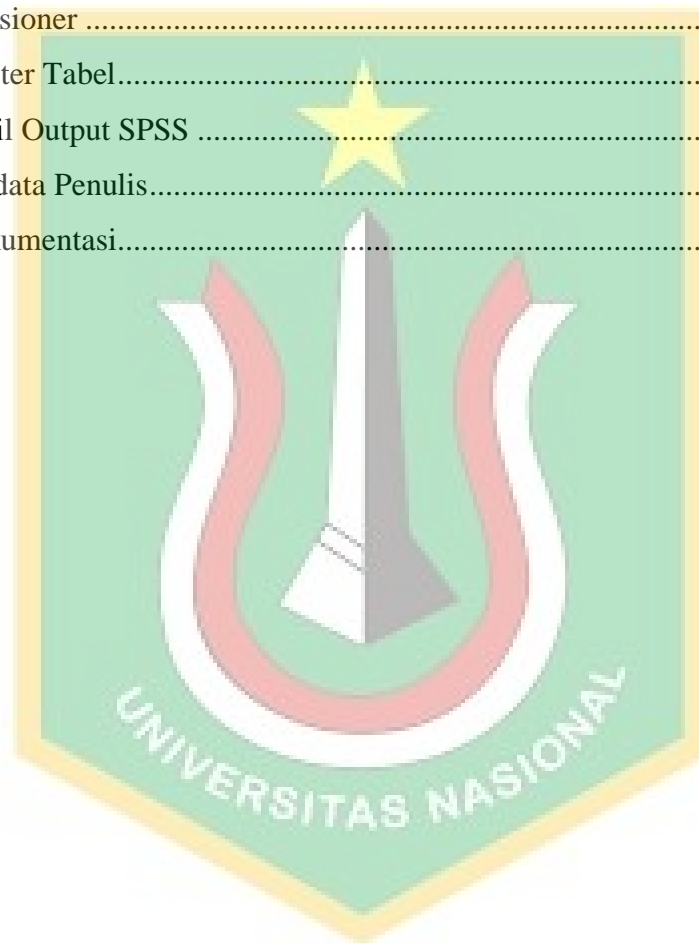 sioner ................................................................................
ter Tabel................................................................................
il Output SPSS ................................................................................
data Penulis................................................................................
umentasi................................................................................
UNIVERSITAS NASIONAL